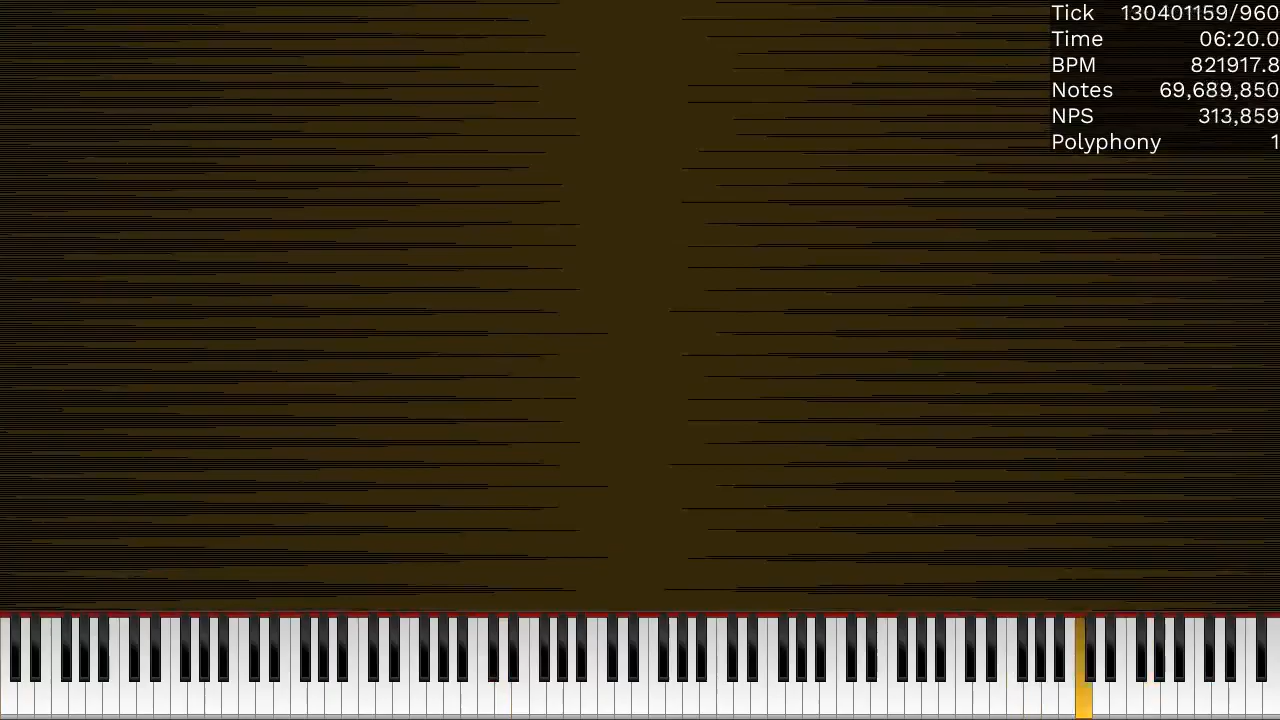 Tick 130401159/960
Time 06:20.0
BPM 821917.8
Notes 69,689,850
NPS 313,859
Polyphony 1